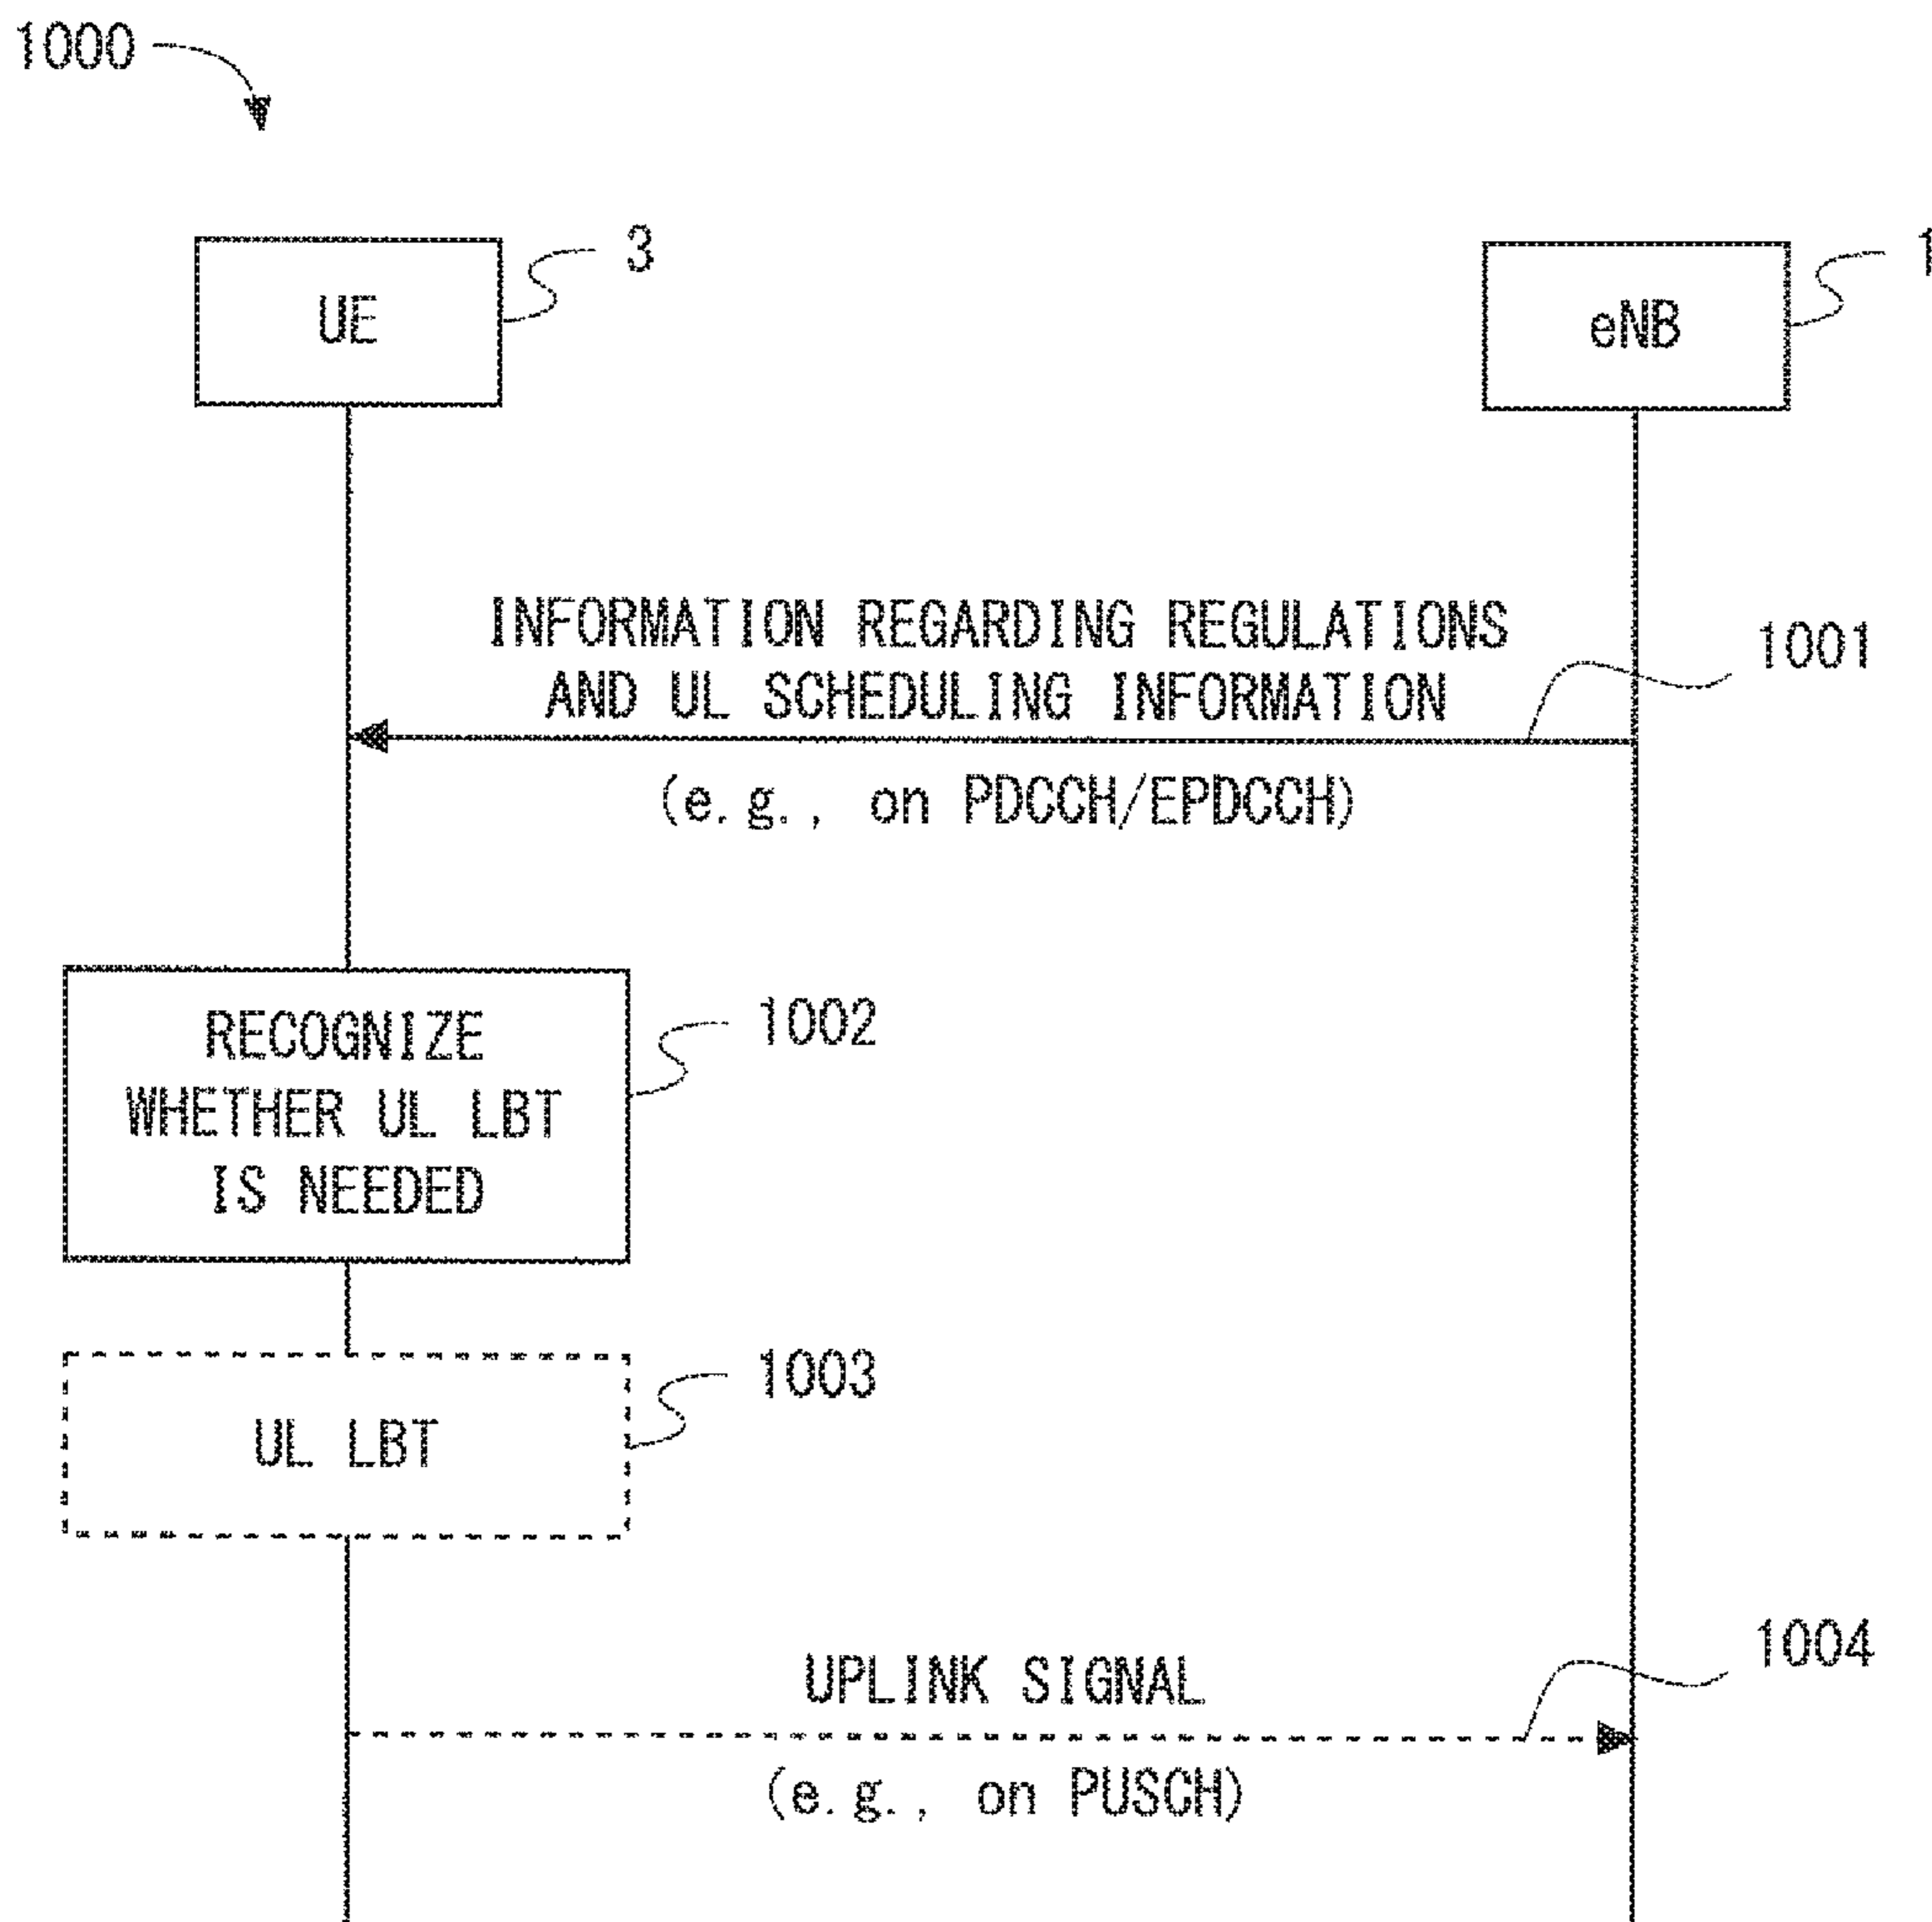 1000
UE
3
eNB
1
INFORMATION REGARDING REGULATIONS
AND UL SCHEDULING INFORMATION
1001
(e.g., on PDCCH/EPDCCH)
RECOGNIZE
WHETHER UL LBT
IS NEEDED
1002
UL LBT
1003
UPLINK SIGNAL
1004
(e.g., on PUSCH)